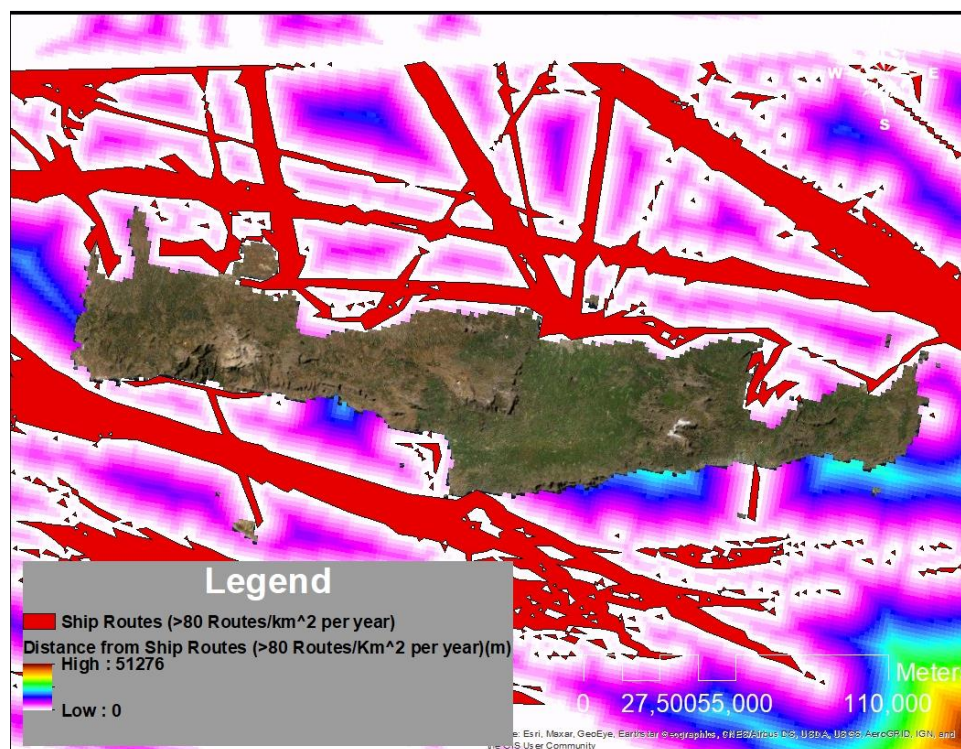 W E
S
Legend
Ship Routes (>80 Routes/km^2 per year)
Distance from Ship Routes (>80 Routes/Km^2 per year)(m)
High : 51276
Low : 0
Meter
0 27,50055,000 110,000
e: Esri, Maxar, GeoEye, Earthstar Geographics, CNES/Airbus DS, USDA, USGS, AeroGRID, IGN, and
the GIS User Community